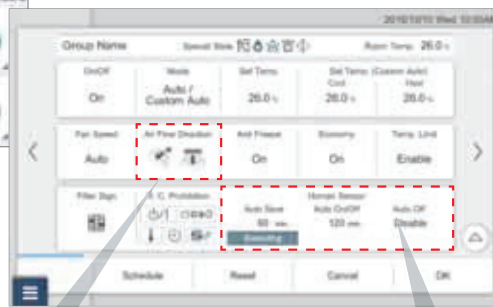 2019/10/10 Wed 10:00AM
Group Name Special State Room Temp. 26.0
On/Off Mode Set Temp. Set Temp. (Custom Auto)
Cool Heat
On Auto / Custom Auto 26.0 26.0 26.0
Fan Speed Air Flow Direction Anti Freeze Economy Temp. Limit
Auto On On Enable
Filter Sign R. C. Prohibition Human Sensor
Auto Save Auto On/Off Auto Off
60 min 120 min Disable
Schedule Reset Cancel OK